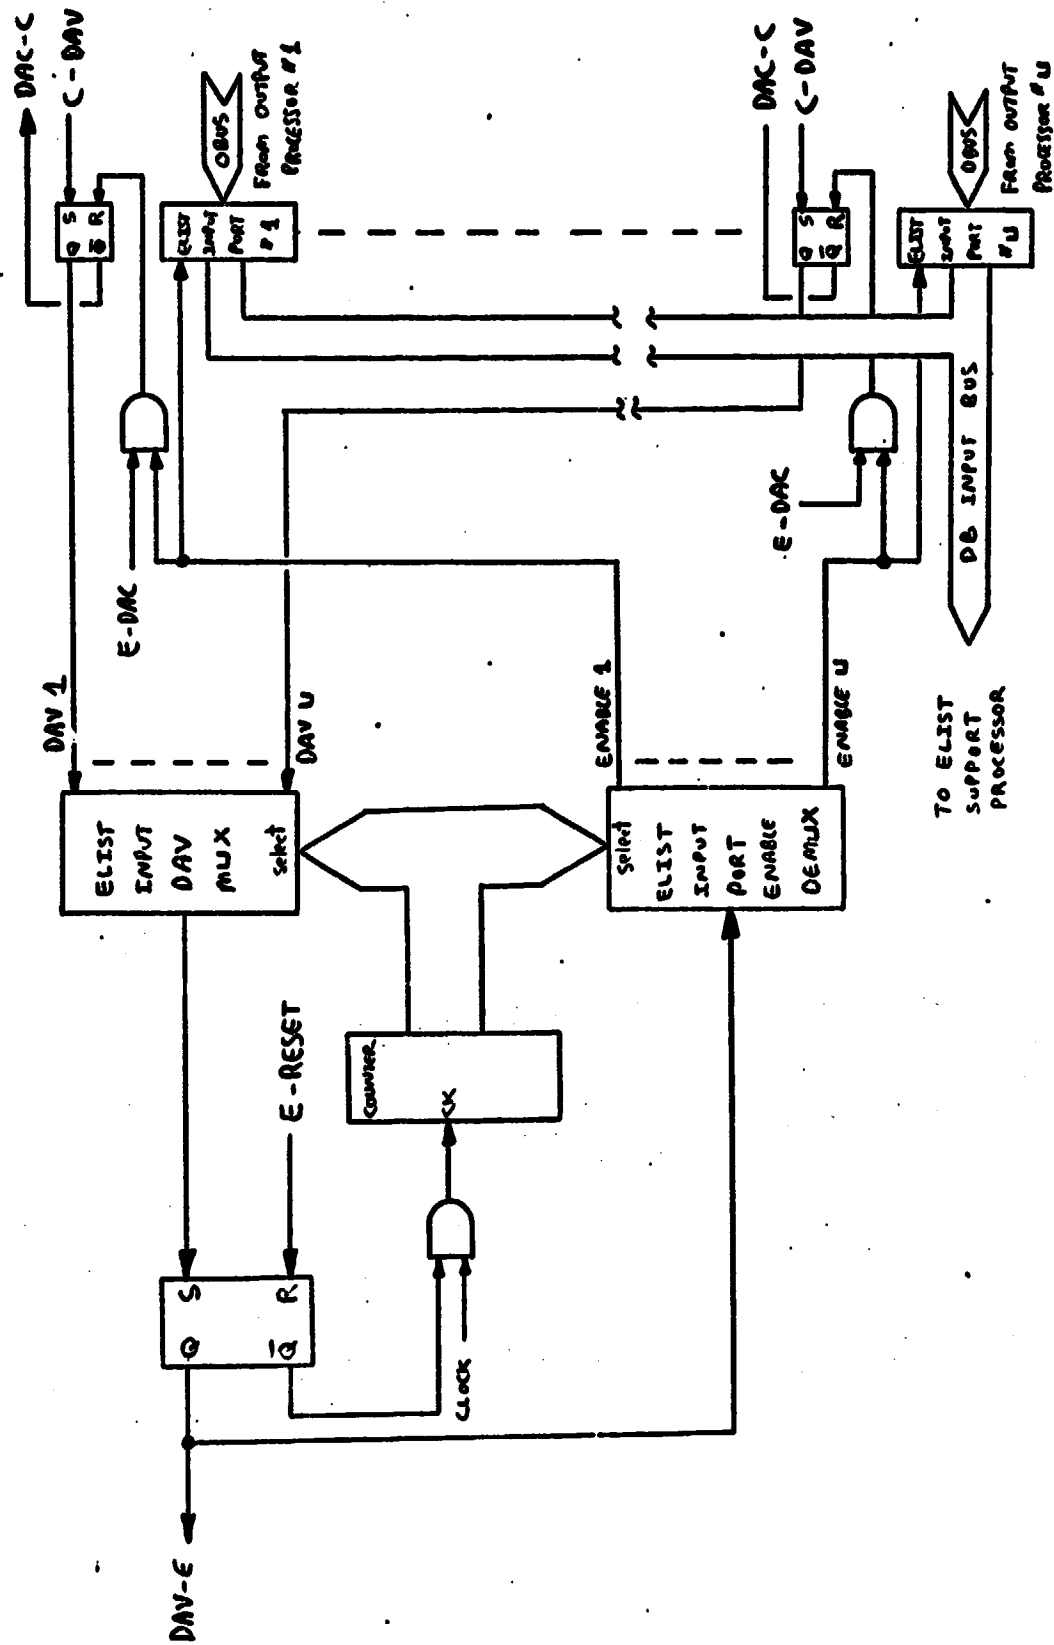 DAC-C
C-DAV
S
R
Q
Q̅
OBUS
FROM OUTPUT
PROCESSOR #1
ELIST
INPUT
PORT
#1
DAC-C
C-DAV
S
R
Q
Q̅
OBUS
FROM OUTPUT
PROCESSOR #U
ELIST
INPUT
PORT
#U
DB INPUT BUS
E-DAC
E-DAC
DAV 1
DAV U
ENABLE 1
ENABLE U
TO ELIST
SUPPORT
PROCESSOR
ELIST
INPUT
DAV
MUX
Select
Select
ELIST
INPUT
PORT
ENABLE
DEMUX
E-RESET
COUNTER
CK
S
R
Q
Q̅
CLOCK
DAV-E